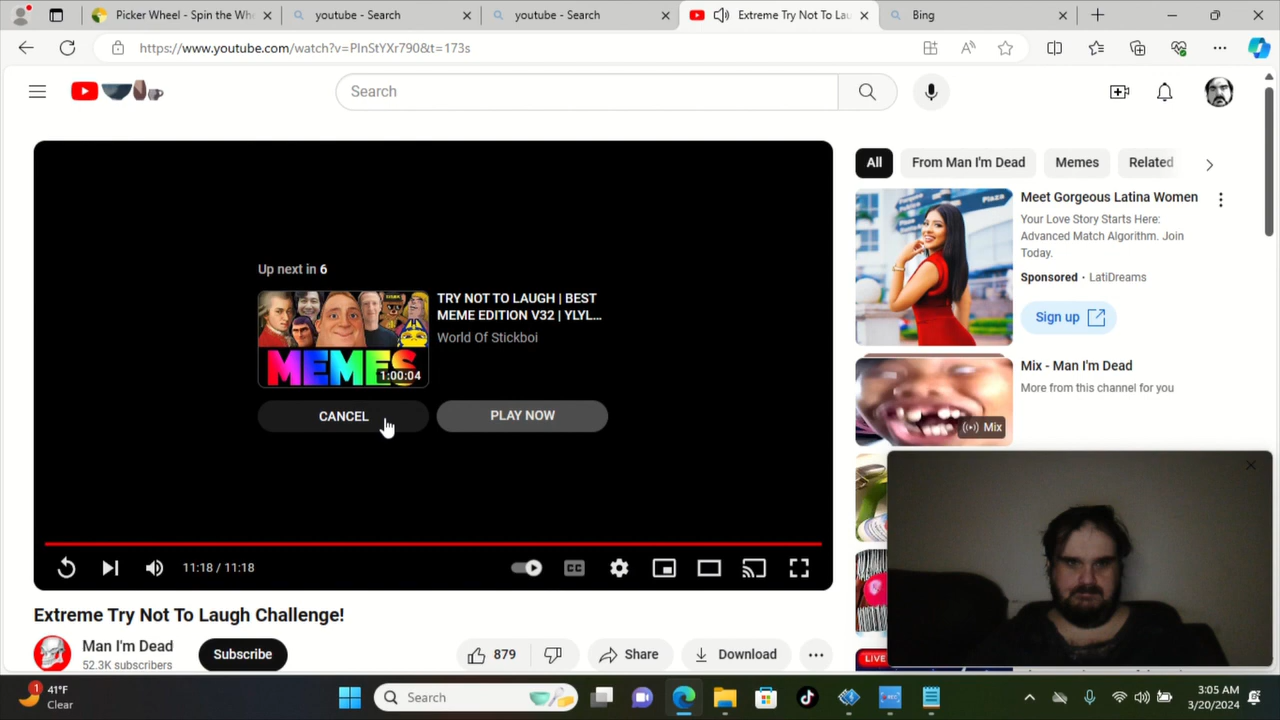 Picker Wheel - Spin the Whe
youtube - Search
youtube - Search
Extreme Try Not To Lau
Bing
https://www.youtube.com/watch?v=PlnStYXr790&t=173s
Search
All
From Man I'm Dead
Memes
Related
Meet Gorgeous Latina Women
Your Love Story Starts Here:
Advanced Match Algorithm. Join
Today.
Sponsored · LatiDreams
Sign up
Up next in 6
TRY NOT TO LAUGH | BEST
MEME EDITION V32 | YLYL...
World Of Stickboi
MEMES
1:00:04
CANCEL
PLAY NOW
Mix - Man I'm Dead
More from this channel for you
Mix
11:18 / 11:18
CC
Extreme Try Not To Laugh Challenge!
Man I'm Dead
52.3K subscribers
Subscribe
879
Share
Download
LIVE
1
41°F
Clear
Search
3:05 AM
3/20/2024